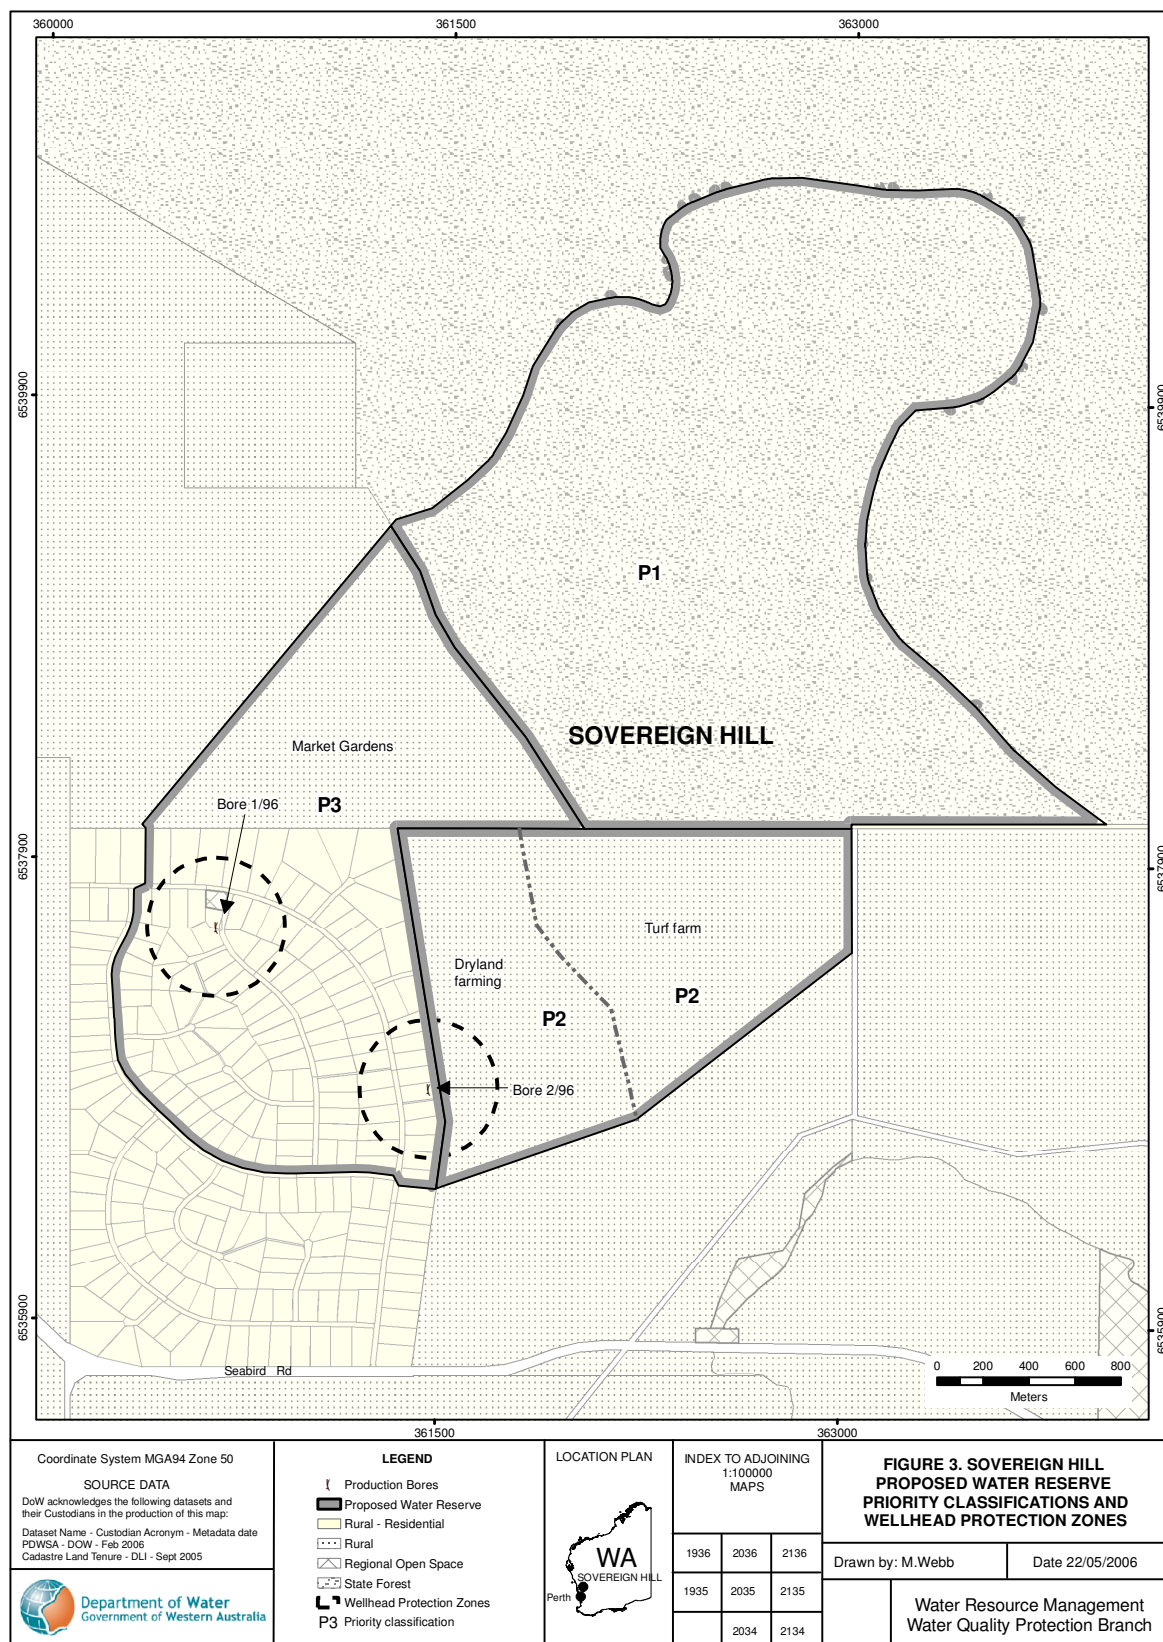 360000
361500
363000
6539900
6539900
P1
SOVEREIGN HILL
Market Gardens
P3
Bore 1/96
6537900
6537900
Turf farm
Dryland
farming
P2
P2
Bore 2/96
6535900
6535900
Seabird Rd
0 200 400 600 800
Meters
361500
363000
Coordinate System MGA94 Zone 50
SOURCE DATA
DoW acknowledges the following datasets and
their Custodians in the production of this map:
Dataset Name - Custodian Acronym - Metadata date
PDWSA - DOW - Feb 2006
Cadastre Land Tenure - DLI - Sept 2005
Department of Water
Government of Western Australia
LEGEND
Production Bores
Proposed Water Reserve
Rural - Residential
Rural
Regional Open Space
State Forest
Wellhead Protection Zones
P3 Priority classification
LOCATION PLAN
WA
SOVEREIGN HILL
Perth
INDEX TO ADJOINING
1:100000
MAPS
1936 2036 2136
1935 2035 2135
2034 2134
FIGURE 3. SOVEREIGN HILL
PROPOSED WATER RESERVE
PRIORITY CLASSIFICATIONS AND
WELLHEAD PROTECTION ZONES
Drawn by: M.Webb
Date 22/05/2006
Water Resource Management
Water Quality Protection Branch